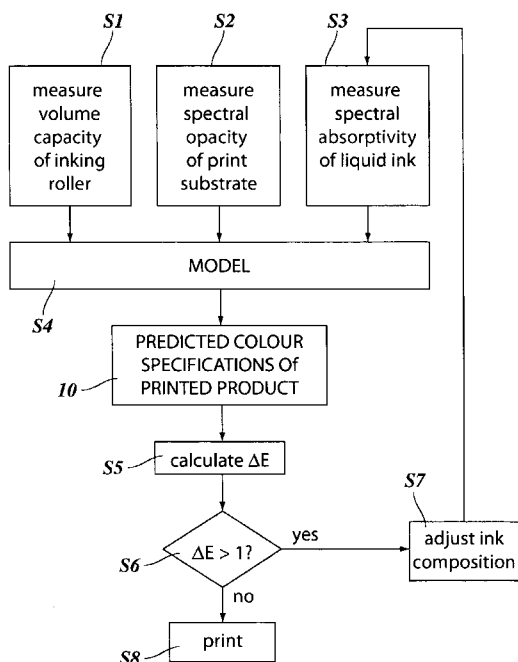 S1
S2
S3
measure
volume
capacity
of inking
roller
measure
spectral
opacity
of print
substrate
measure
spectral
absorptivity
of liquid ink
MODEL
S4
PREDICTED COLOUR
SPECIFICATIONS Of
PRINTED PRODUCT
10
S5
calculate ΔE
S7
S6
ΔE > 1?
yes
adjust ink
composition
no
print
S8